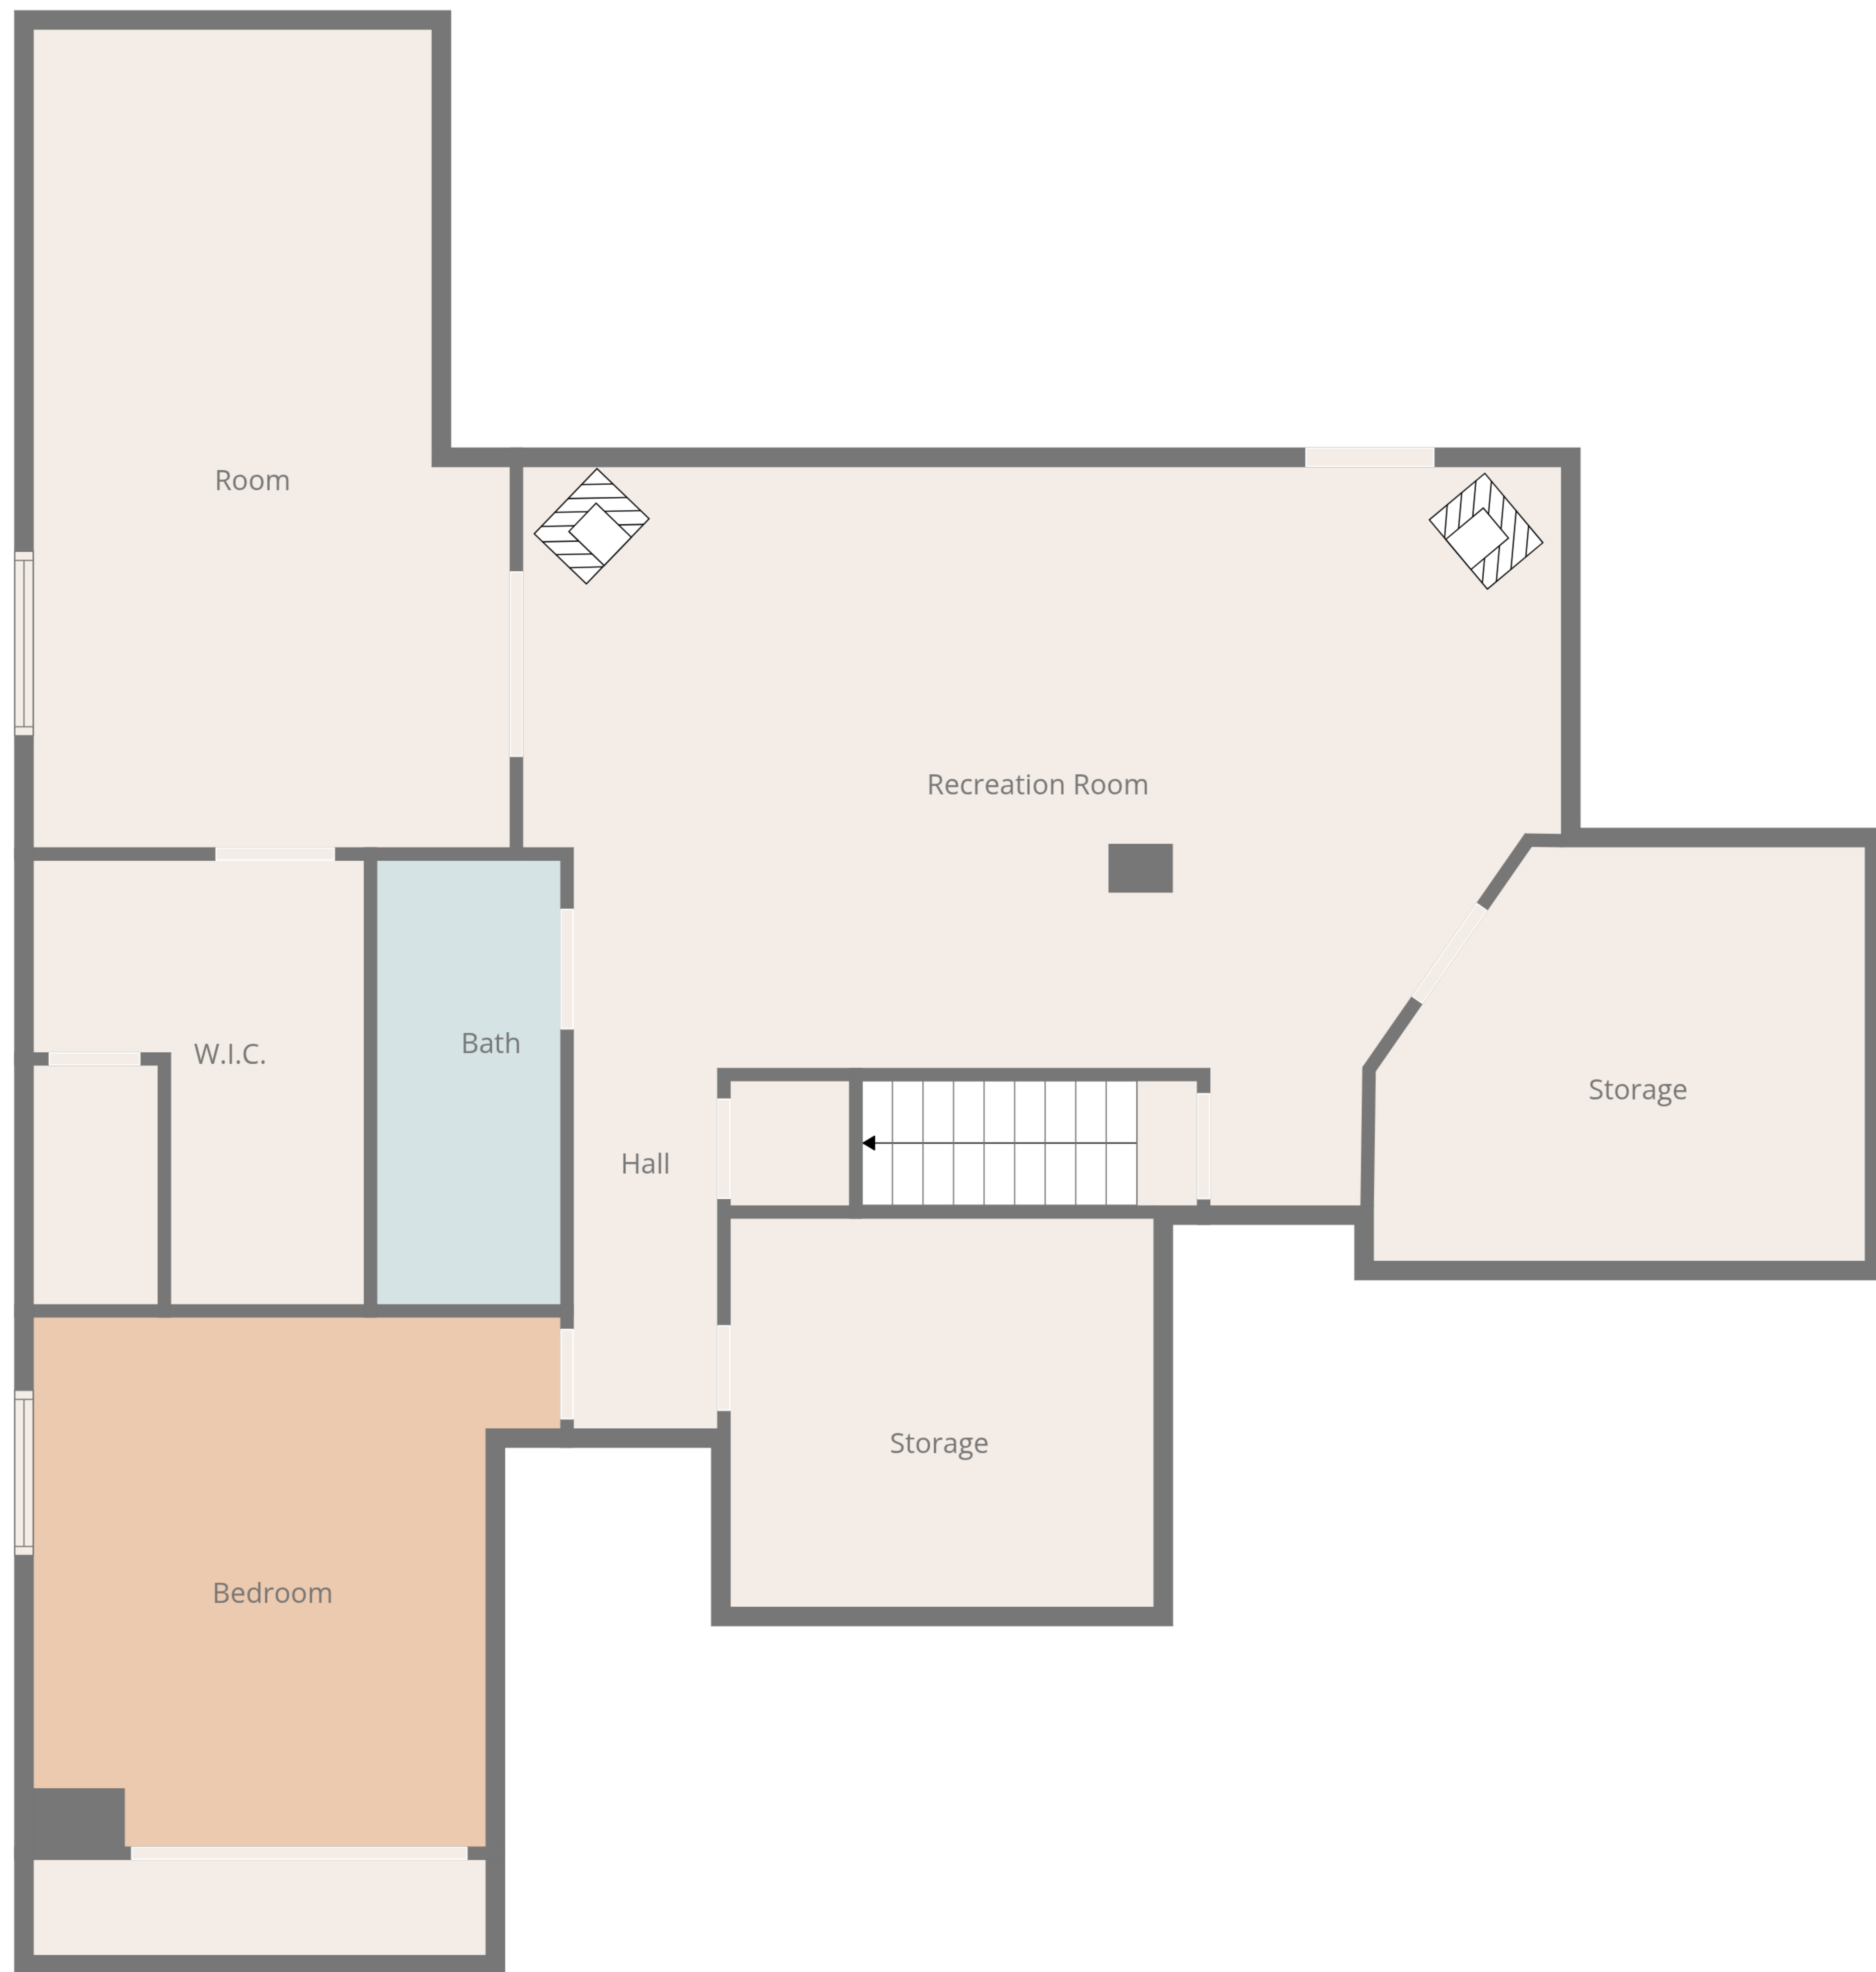 Room
Recreation Room
Bath
W.I.C.
Storage
Hall
Storage
Bedroom